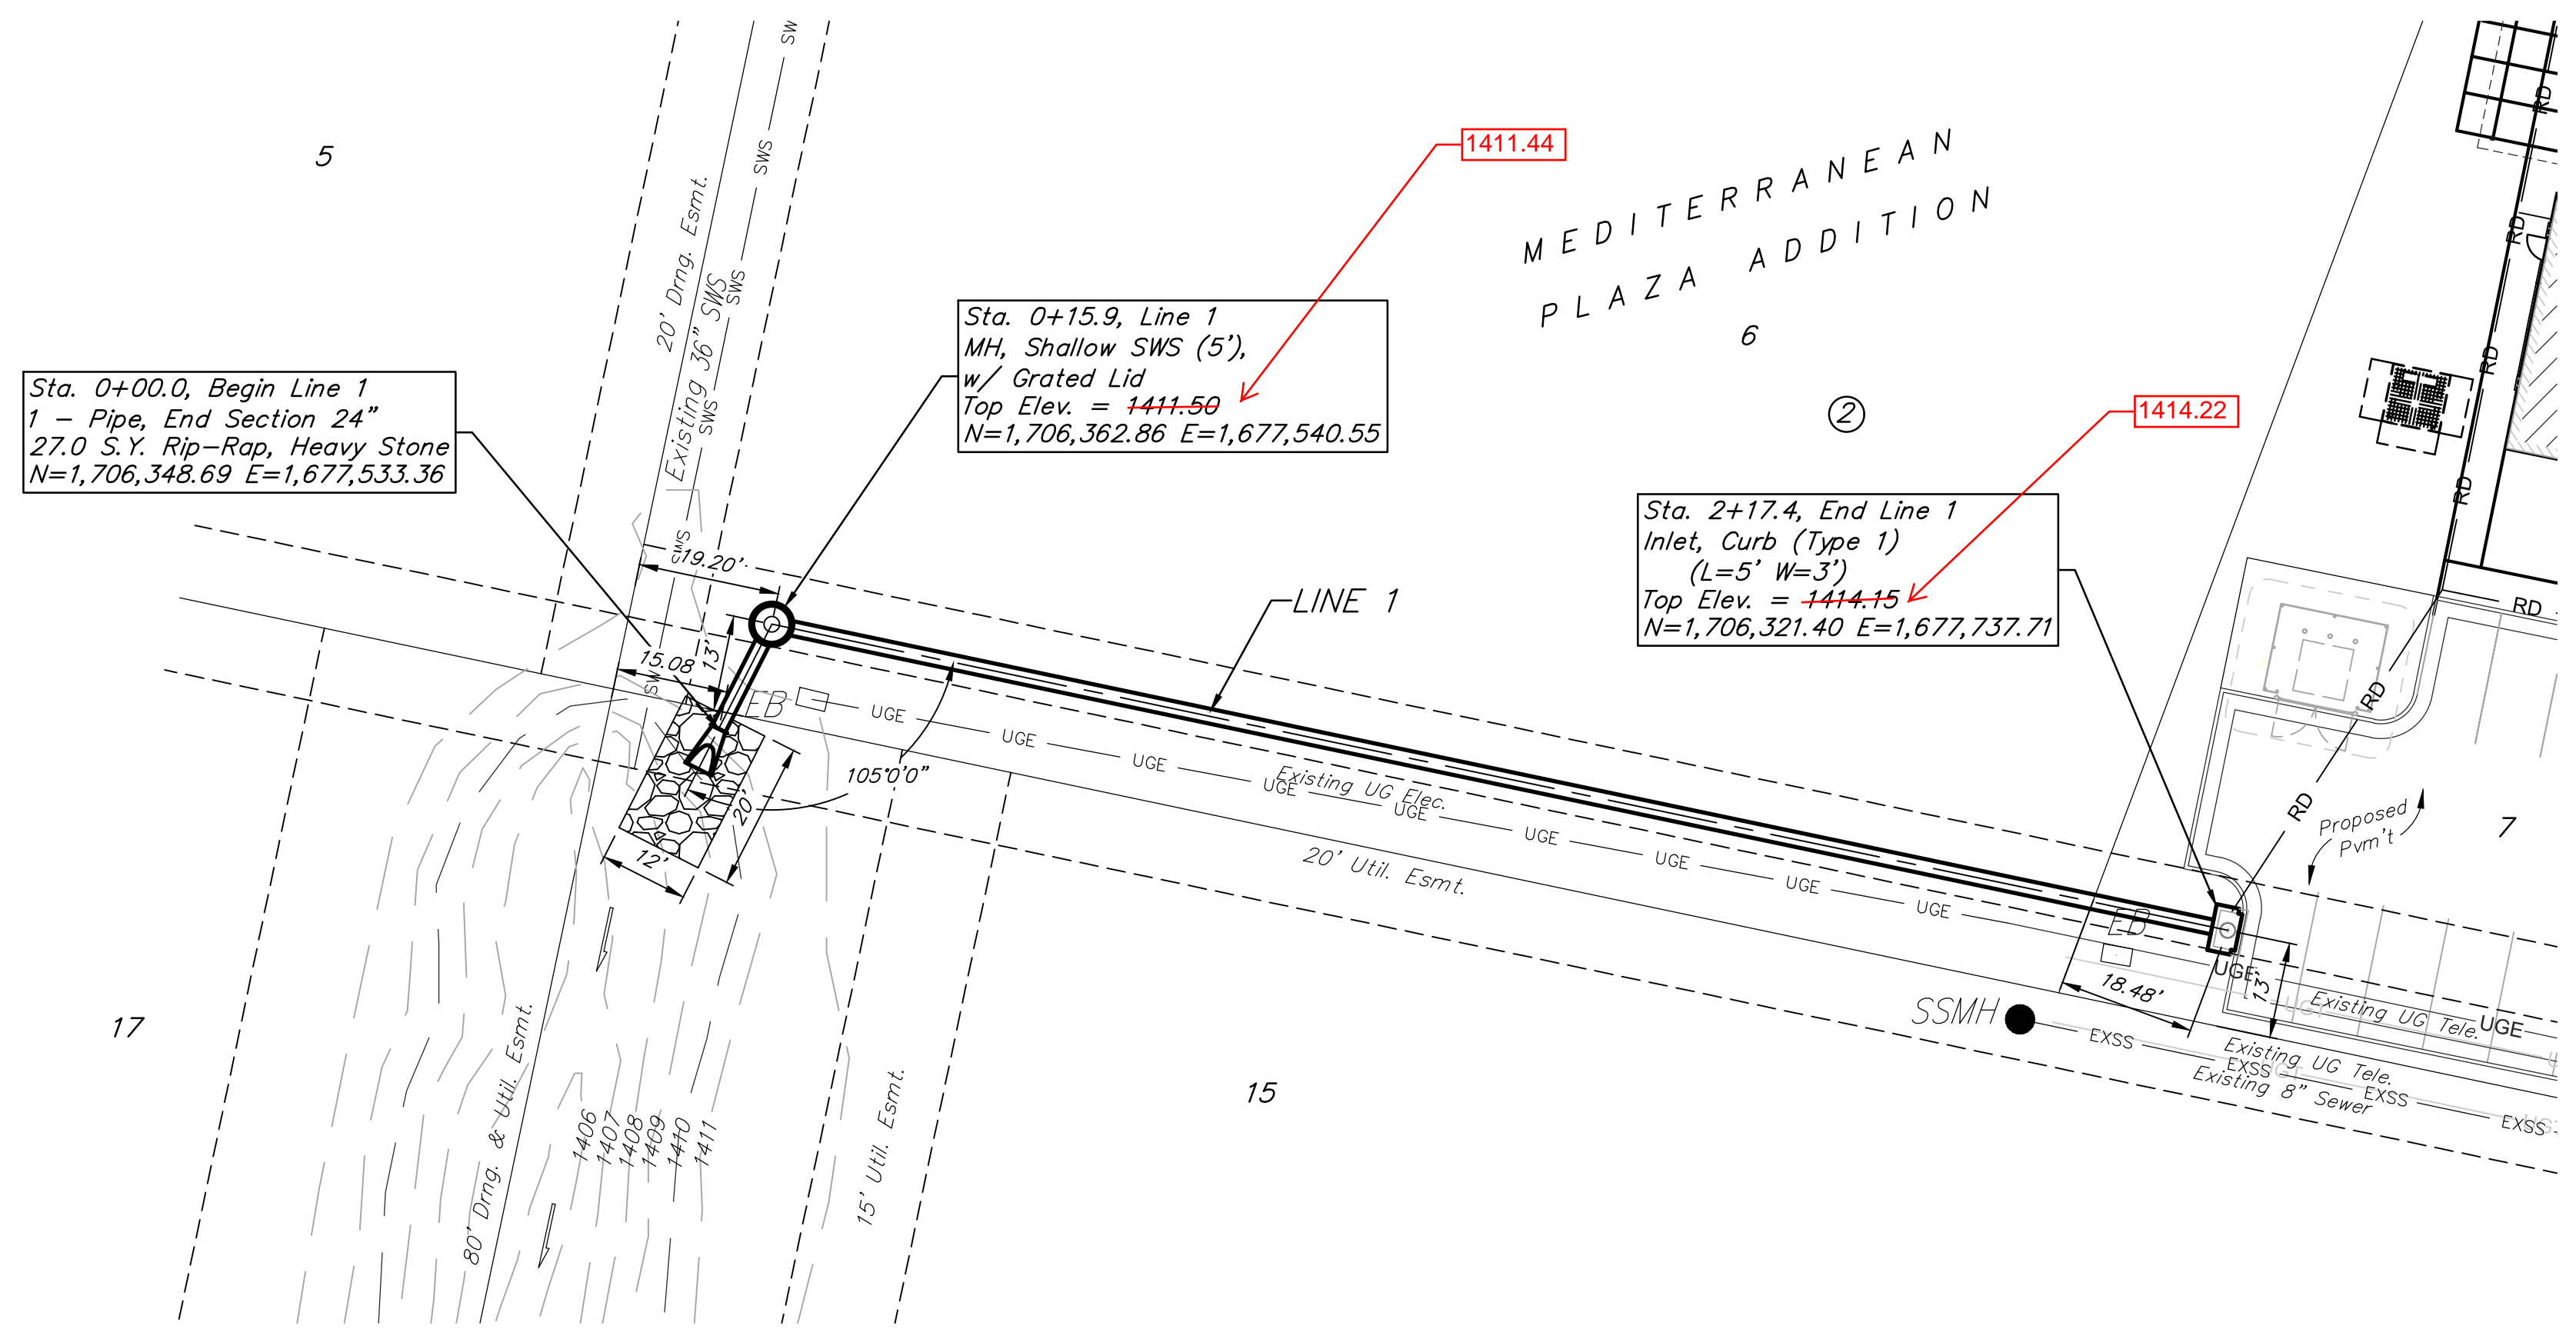 5
20' Drng. Esmt.
Existing 36" SWS
SW
SWS
SWS
SWS
SWS
SWS
SW
1411.44
MEDITERRANEAN
PLAZA ADDITION
6
2
Sta. 0+15.9, Line 1
MH, Shallow SWS (5'),
w/ Grated Lid
Top Elev. = 1411.50
N=1,706,362.86 E=1,677,540.55
Sta. 0+00.0, Begin Line 1
1 – Pipe, End Section 24"
27.0 S.Y. Rip-Rap, Heavy Stone
N=1,706,348.69 E=1,677,533.36
1414.22
Sta. 2+17.4, End Line 1
Inlet, Curb (Type 1)
(L=5' W=3')
Top Elev. = 1414.15
N=1,706,321.40 E=1,677,737.71
RD
RD
RD
RD
RD
RD
RD
19.20'
LINE 1
15.08
13'
EB
UGE
UGE
UGE
UGE
UGE
UGE
UGE
UGE
UGE
Existing UG Elec.
105°0'0"
20'
12'
20' Util. Esmt.
Proposed
Pvm't
7
EB
UGE
18.48'
13'
SSMH
UGT
Existing UG Tele.
UGE
EXSS
Existing UG Tele.
EXSS
UGT
Existing 8" Sewer
EXSS
EXSS
17
80' Drng. & Util. Esmt.
1406
1407
1408
1409
1410
1411
15' Util. Esmt.
15